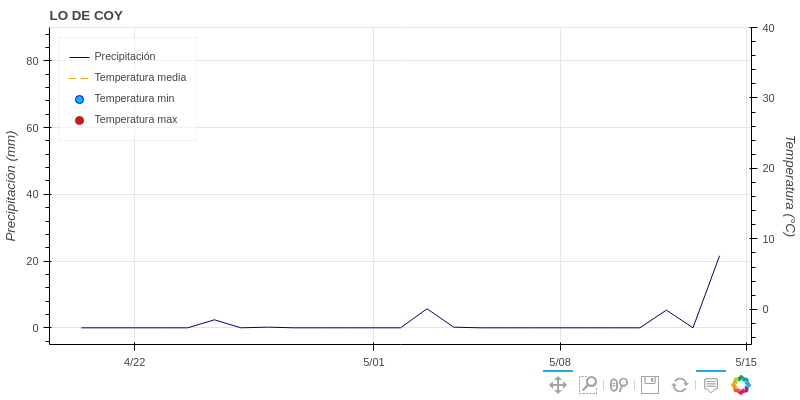 LO DE COY
Precipitación
Temperatura media
Temperatura min
Temperatura max
Precipitación (mm)
80
60
40
20
0
40
30
20
10
0
Temperatura (°C)
4/22
5/01
5/08
5/15